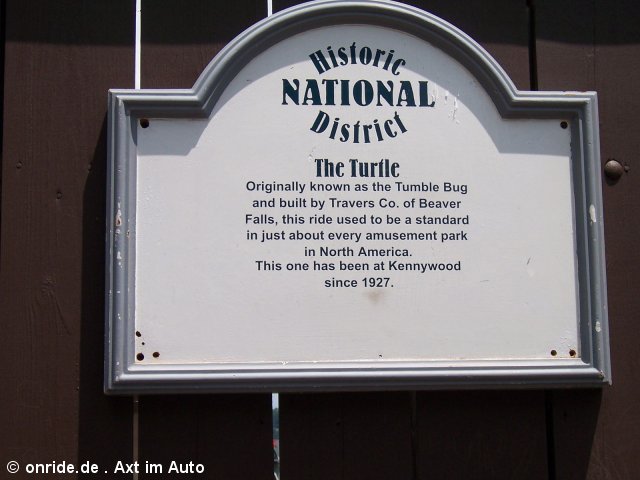 Historic
NATIONAL
District
The Turtle
Originally known as the Tumble Bug
and built by Travers Co. of Beaver
Falls, this ride used to be a standard
in just about every amusement park
in North America.
This one has been at Kennywood
since 1927.
© onride.de . Axt im Auto